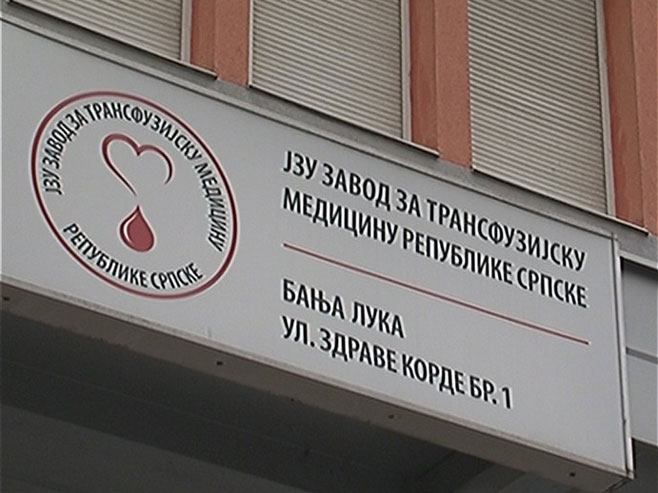 ЈЗУ ЗАВОД ЗА ТРАНСФУЗИЈСКУ МЕДИЦИНУ
РЕПУБЛИКЕ СРПСКЕ
ЈЗУ ЗАВОД ЗА ТРАНСФУЗИЈСКУ
МЕДИЦИНУ РЕПУБЛИКЕ СРПСКЕ
БАЊА ЛУКА
УЛ. ЗДРАВЕ КОРДЕ БР. 1